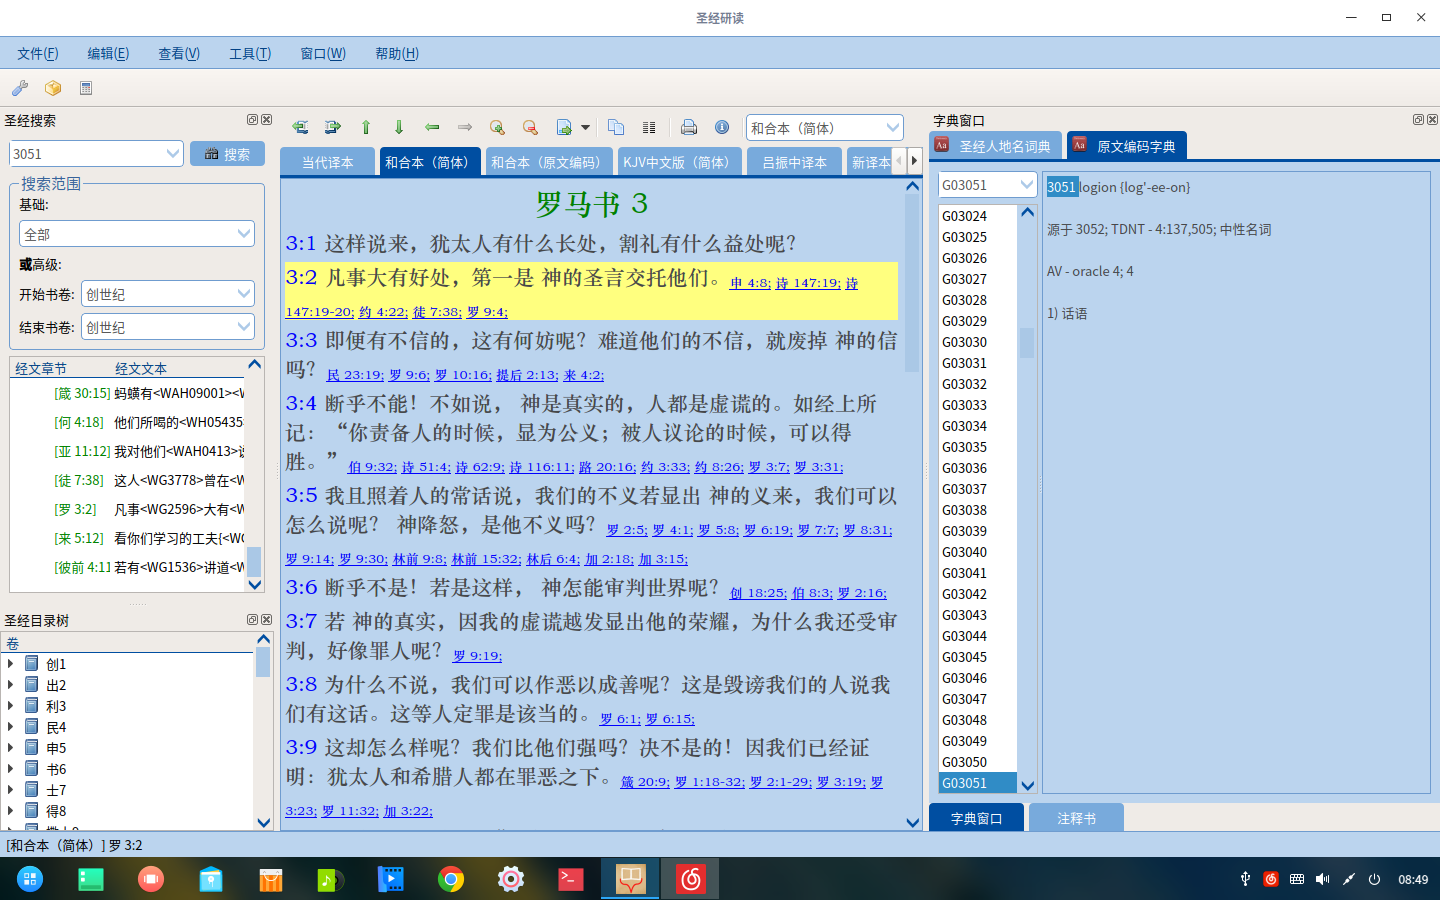 圣经研读
文件(F) 编辑(E) 查看(V) 工具(T) 窗口(W) 帮助(H)
圣经搜索
3051 搜索
搜索范围
基础:
全部
或高级:
开始书卷: 创世纪
结束书卷: 创世纪
经文章节 经文文本
[箴 30:15] 蚂蟥有<WAH09001><W
[何 4:18] 他们所喝的<WH05435
[亚 11:12] 我对他们<WAH0413>说
[徒 7:38] 这人<WG3778>曾在<W
[罗 3:2] 凡事<WG2596>大有<W
[来 5:12] 看你们学习的工夫{<WG
[彼前 4:11 若有<WG1536>讲道<W
圣经目录树
卷
创1
出2
利3
民4
申5
书6
士7
得8
和合本（简体）
当代译本 和合本（简体） 和合本（原文编码） KJV中文版（简体） 吕振中译本 新译本
罗马书 3
3:1 这样说来，犹太人有什么长处，割礼有什么益处呢？
3:2 凡事大有好处，第一是 神的圣言交托他们。申 4:8; 诗 147:19; 诗
147:19-20; 约 4:22; 徒 7:38; 罗 9:4;
3:3 即便有不信的，这有何妨呢？难道他们的不信，就废掉 神的信
吗？民 23:19; 罗 9:6; 罗 10:16; 提后 2:13; 来 4:2;
3:4 断乎不能！不如说， 神是真实的，人都是虚谎的。如经上所
记：“你责备人的时候，显为公义；被人议论的时候，可以得
胜。”伯 9:32; 诗 51:4; 诗 62:9; 诗 116:11; 路 20:16; 约 3:33; 约 8:26; 罗 3:7; 罗 3:31;
3:5 我且照着人的常话说，我们的不义若显出 神的义来，我们可以
怎么说呢？ 神降怒，是他不义吗？罗 2:5; 罗 4:1; 罗 5:8; 罗 6:19; 罗 7:7; 罗 8:31;
罗 9:14; 罗 9:30; 林前 9:8; 林前 15:32; 林后 6:4; 加 2:18; 加 3:15;
3:6 断乎不是！若是这样， 神怎能审判世界呢？创 18:25; 伯 8:3; 罗 2:16;
3:7 若 神的真实，因我的虚谎越发显出他的荣耀，为什么我还受审
判，好像罪人呢？罗 9:19;
3:8 为什么不说，我们可以作恶以成善呢？这是毁谤我们的人说我
们有这话。这等人定罪是该当的。罗 6:1; 罗 6:15;
3:9 这却怎么样呢？我们比他们强吗？决不是的！因我们已经证
明：犹太人和希腊人都在罪恶之下。箴 20:9; 罗 1:18-32; 罗 2:1-29; 罗 3:19; 罗
3:23; 罗 11:32; 加 3:22;
字典窗口
Aa 圣经人地名词典 Aa 原文编码字典
G03051
G03024
G03025
G03026
G03027
G03028
G03029
G03030
G03031
G03032
G03033
G03034
G03035
G03036
G03037
G03038
G03039
G03040
G03041
G03042
G03043
G03044
G03045
G03046
G03047
G03048
G03049
G03050
G03051
3051 logion {log'-ee-on}
源于 3052; TDNT - 4:137,505; 中性名词
AV - oracle 4; 4
1) 话语
字典窗口 注释书
[和合本（简体）] 罗 3:2
08:49